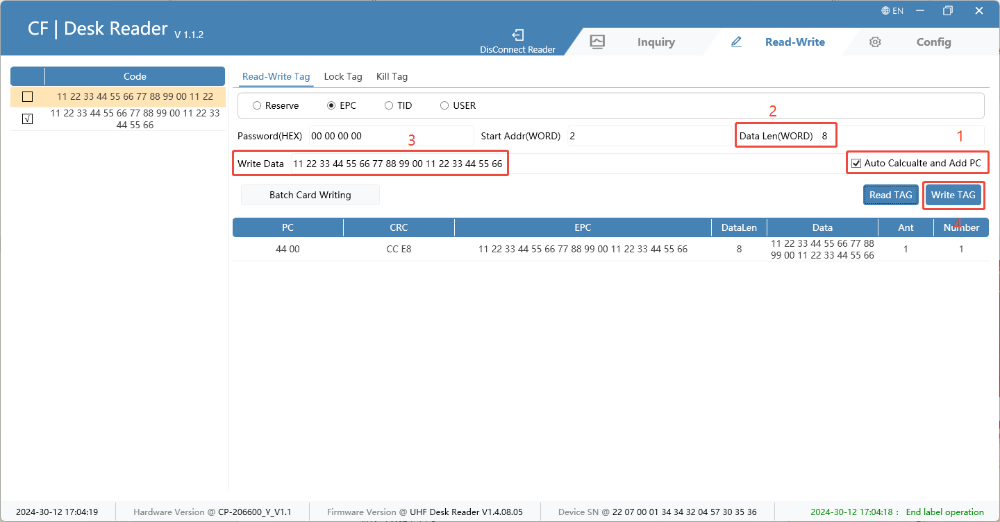 EN
CF | Desk Reader V 1.1.2
DisConnect Reader
Inquiry
Read-Write
Config
Code
11 22 33 44 55 66 77 88 99 00 11 22
√
11 22 33 44 55 66 77 88 99 00 11 22 33
44 55 66
Read-Write Tag Lock Tag Kill Tag
Reserve EPC TID USER
2
Password(HEX) 00 00 00 00
3
Start Addr(WORD) 2
Data Len(WORD) 8
1
Write Data 11 22 33 44 55 66 77 88 99 00 11 22 33 44 55 66
Auto Calcualte and Add PC
Batch Card Writing
Read TAG
Write TAG
4
PC CRC EPC DataLen Data Ant Number
44 00 CC E8 11 22 33 44 55 66 77 88 99 00 11 22 33 44 55 66 8
11 22 33 44 55 66 77 88
99 00 11 22 33 44 55 66
1 1
2024-30-12 17:04:19
Hardware Version @ CP-206600_Y_V1.1
Firmware Version @ UHF Desk Reader V1.4.08.05
Device SN @ 22 07 00 01 34 34 32 04 57 30 35 36
2024-30-12 17:04:18 : End label operation